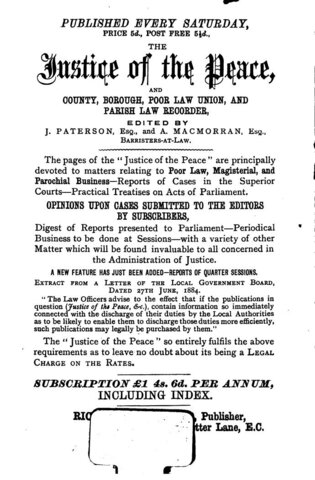 PUBLISHED EVERY SATURDAY,
PRICE 5d., POST FREE 5½d.,
THE
Justice of the Peace,
AND
COUNTY, BOROUGH, POOR LAW UNION, AND
PARISH LAW RECORDER,
EDITED BY
J. PATERSON, Esq., and A. MACMORRAN, Esq.,
Barristers-at-Law.
The pages of the "Justice of the Peace" are principally
devoted to matters relating to Poor Law, Magisterial, and
Parochial Business—Reports of Cases in the Superior
Courts—Practical Treatises on Acts of Parliament.
OPINIONS UPON CASES SUBMITTED TO THE EDITORS
BY SUBSCRIBERS,
Digest of Reports presented to Parliament—Periodical
Business to be done at Sessions—with a variety of other
Matter which will be found invaluable to all concerned in
the Administration of Justice.
A NEW FEATURE HAS JUST BEEN ADDED—REPORTS OF QUARTER SESSIONS.
Extract from a Letter of the Local Government Board,
Dated 27th June, 1884.
"The Law Officers advise to the effect that if the publications in
question (Justice of the Peace, &c.), contain information so immediately
connected with the discharge of their duties by the Local Authorities
as to be likely to enable them to discharge those duties more efficiently,
such publications may legally be purchased by them."
The "Justice of the Peace" so entirely fulfils the above
requirements as to leave no doubt about its being a Legal
Charge on the Rates.
SUBSCRIPTION £1 4s. 6d. PER ANNUM,
INCLUDING INDEX.
RIC , Publisher,
tter Lane, E.C.